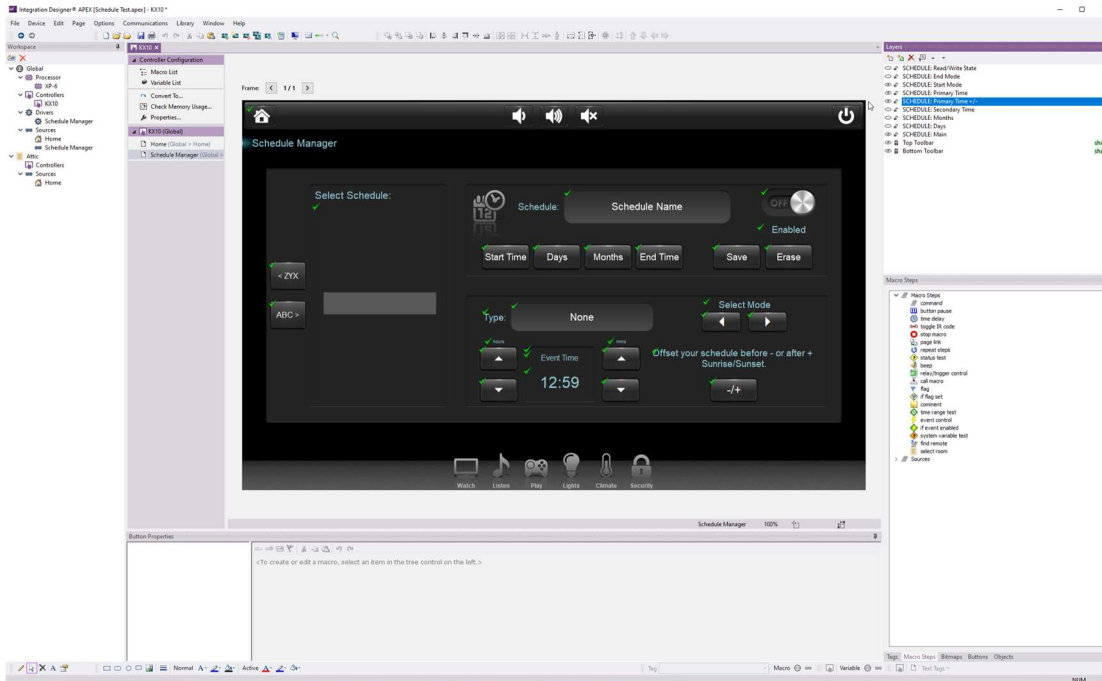 Integration Designer® APEX [Schedule Test.apex] - KX10 *
File Device Edit Page Options Communications Library Window Help
Workspace
Global
Processor
XP-6
Controllers
KX10
Drivers
Schedule Manager
Sources
Home
Schedule Manager
Attic
Controllers
Sources
Home
KX10
Controller Configuration
Macro List
Variable List
Convert To...
Check Memory Usage...
Properties...
KX10 (Global)
Home (Global > Home)
Schedule Manager (Global >
Frame: < 1/1 >
Schedule Manager
Select Schedule:
< ZYX
ABC >
12
Schedule:
Schedule Name
OFF
Enabled
Start Time
Days
Months
End Time
Save
Erase
Type:
None
Select Mode
hours
mins
Event Time
12:59
Offset your schedule before - or after +
Sunrise/Sunset.
-/+
Watch
Listen
Play
Lights
Climate
Security
Schedule Manager 100%
Button Properties
<To create or edit a macro, select an item in the tree control on the left.>
Layers
SCHEDULE: Read/Write State
SCHEDULE: End Mode
SCHEDULE: Start Mode
SCHEDULE: Primary Time
SCHEDULE: Primary Time +/-
SCHEDULE: Secondary Time
SCHEDULE: Months
SCHEDULE: Days
SCHEDULE: Main
Top Toolbar
Bottom Toolbar
Macro Steps
Macro Steps
command
button pause
time delay
toggle IR code
stop macro
page link
repeat steps
status test
beep
relay/trigger control
call macro
flag
if flag set
comment
time range test
event control
if event enabled
system variable test
find remote
select room
Sources
Tags Macro Steps Bitmaps Buttons Objects
Normal
Active
Tag
Macro
Variable
Text Tags
NUM